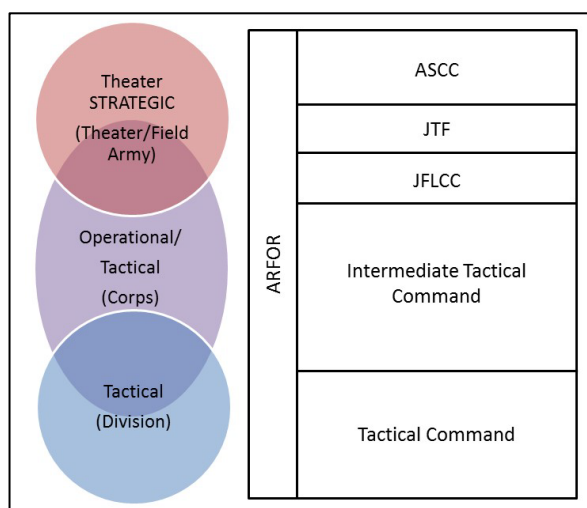 Theater
STRATEGIC
(Theater/Field
Army)
Operational/
Tactical
(Corps)
Tactical
(Division)
ARFOR
ASCC
JTF
JFLCC
Intermediate Tactical
Command
Tactical Command